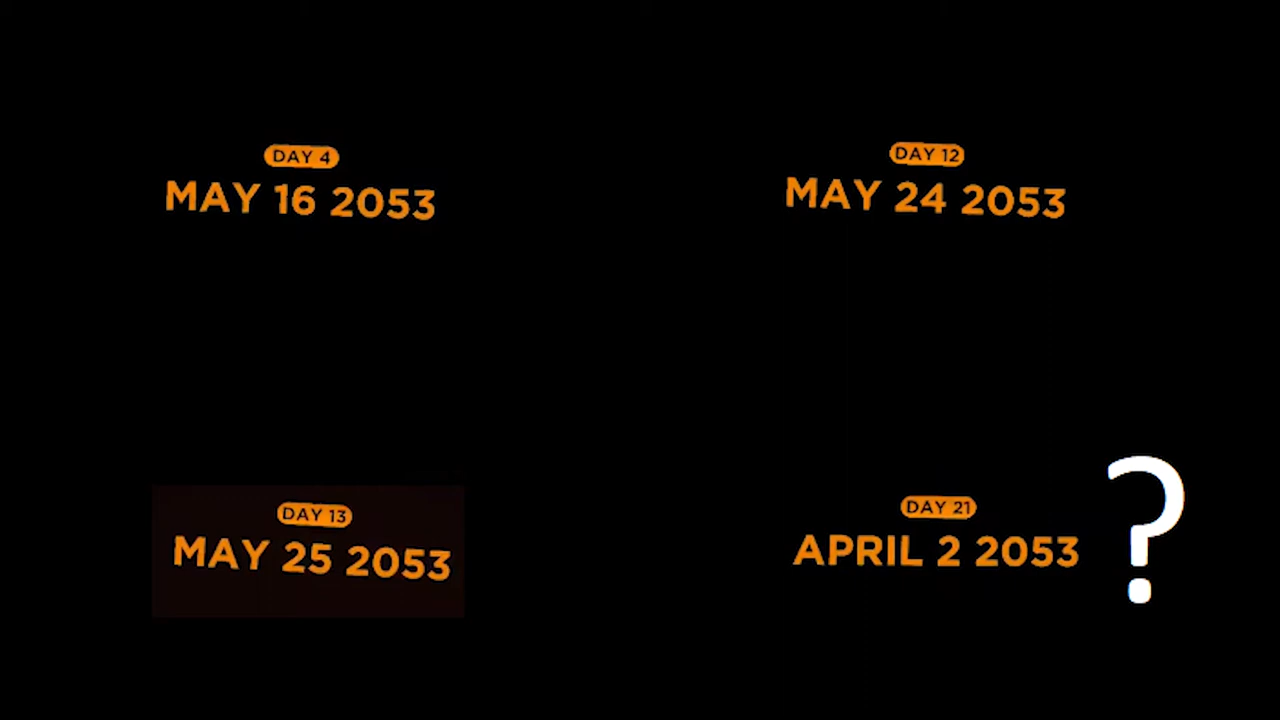 DAY 4
MAY 16 2053
DAY 12
MAY 24 2053
DAY 13
MAY 25 2053
DAY 21
APRIL 2 2053
?